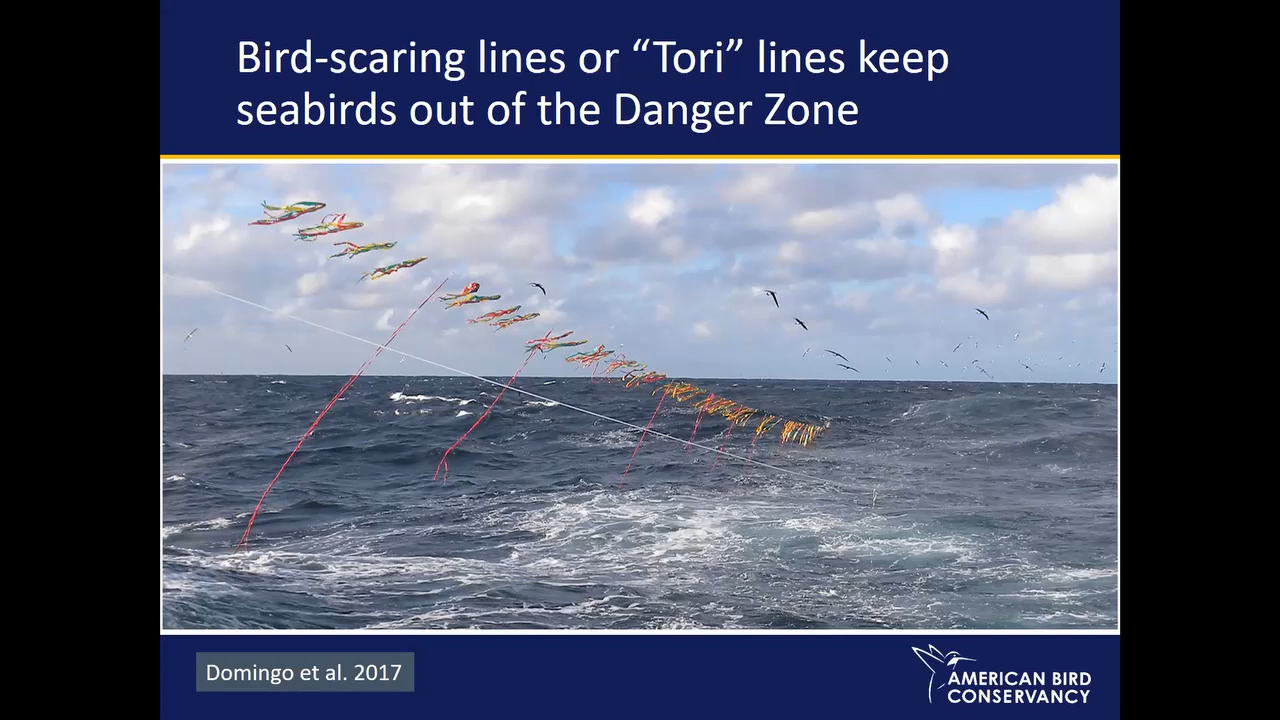 Bird-scaring lines or “Tori” lines keep
seabirds out of the Danger Zone
Domingo et al. 2017
AMERICAN BIRD
CONSERVANCY